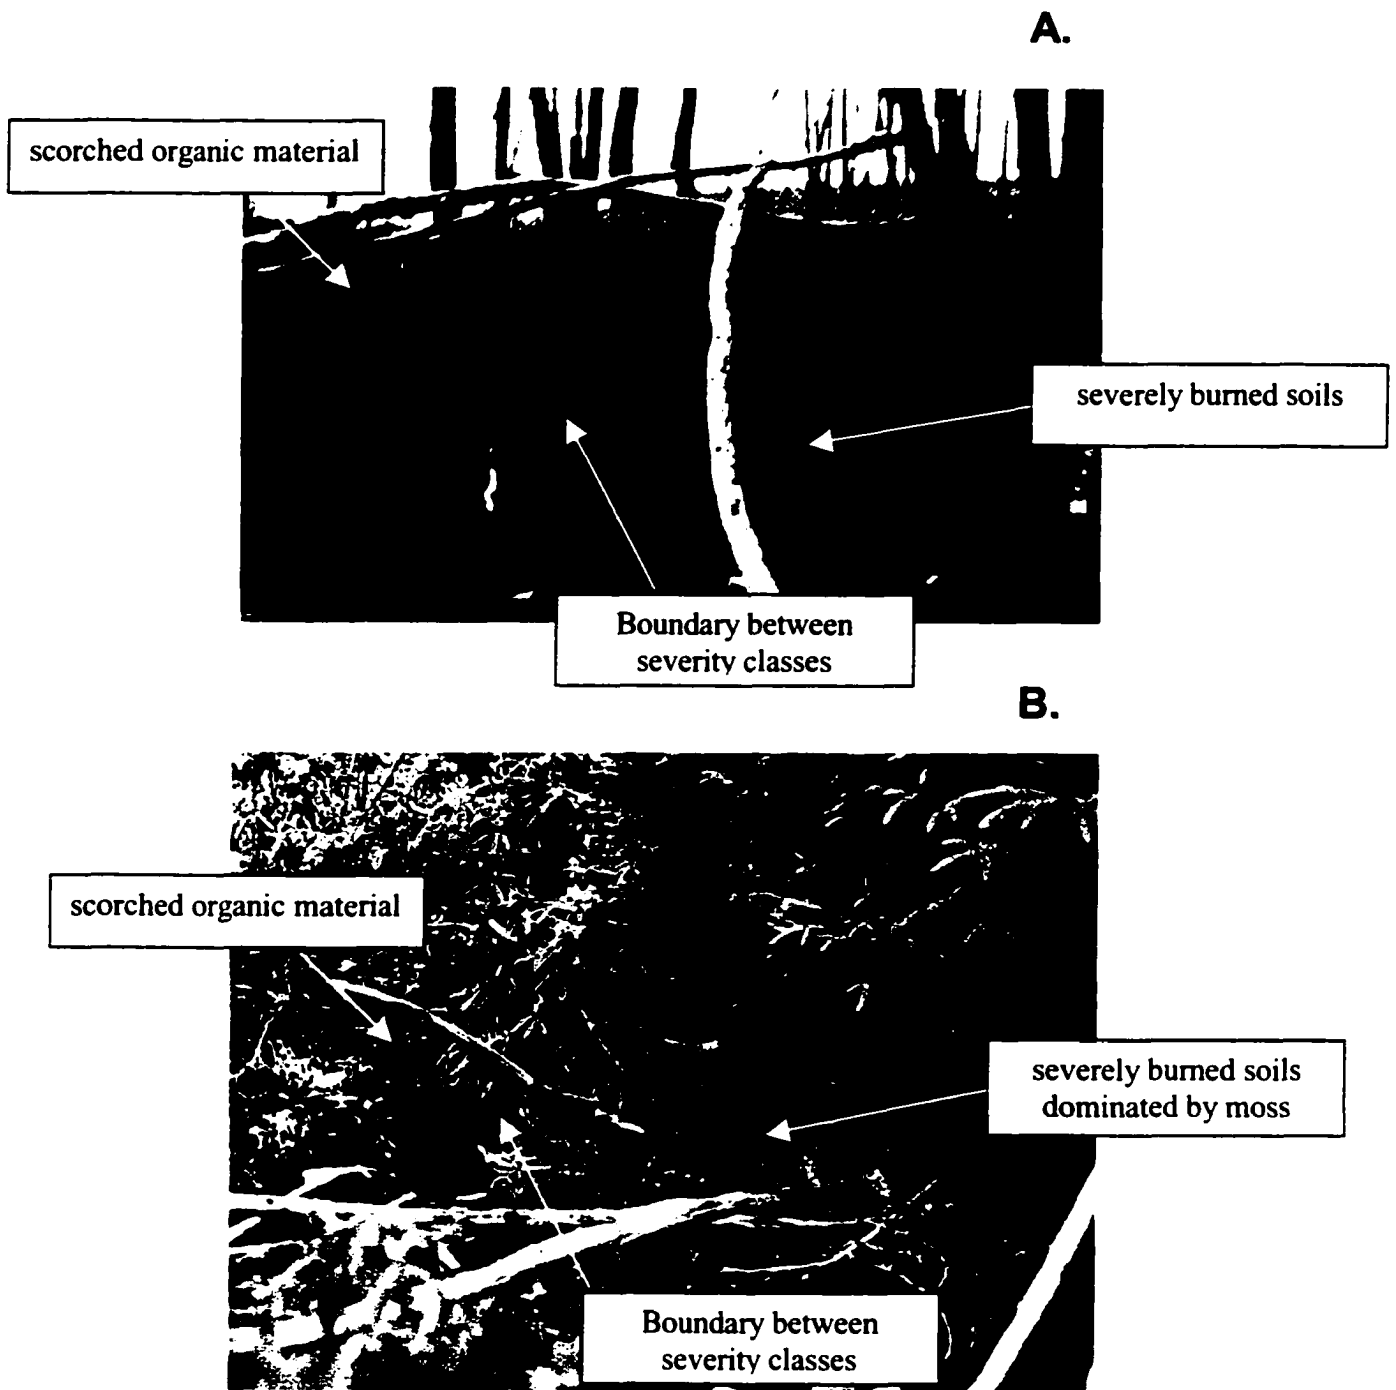 A.
scorched organic material
severely burned soils
Boundary between
severity classes
B.
scorched organic material
severely burned soils
dominated by moss
Boundary between
severity classes